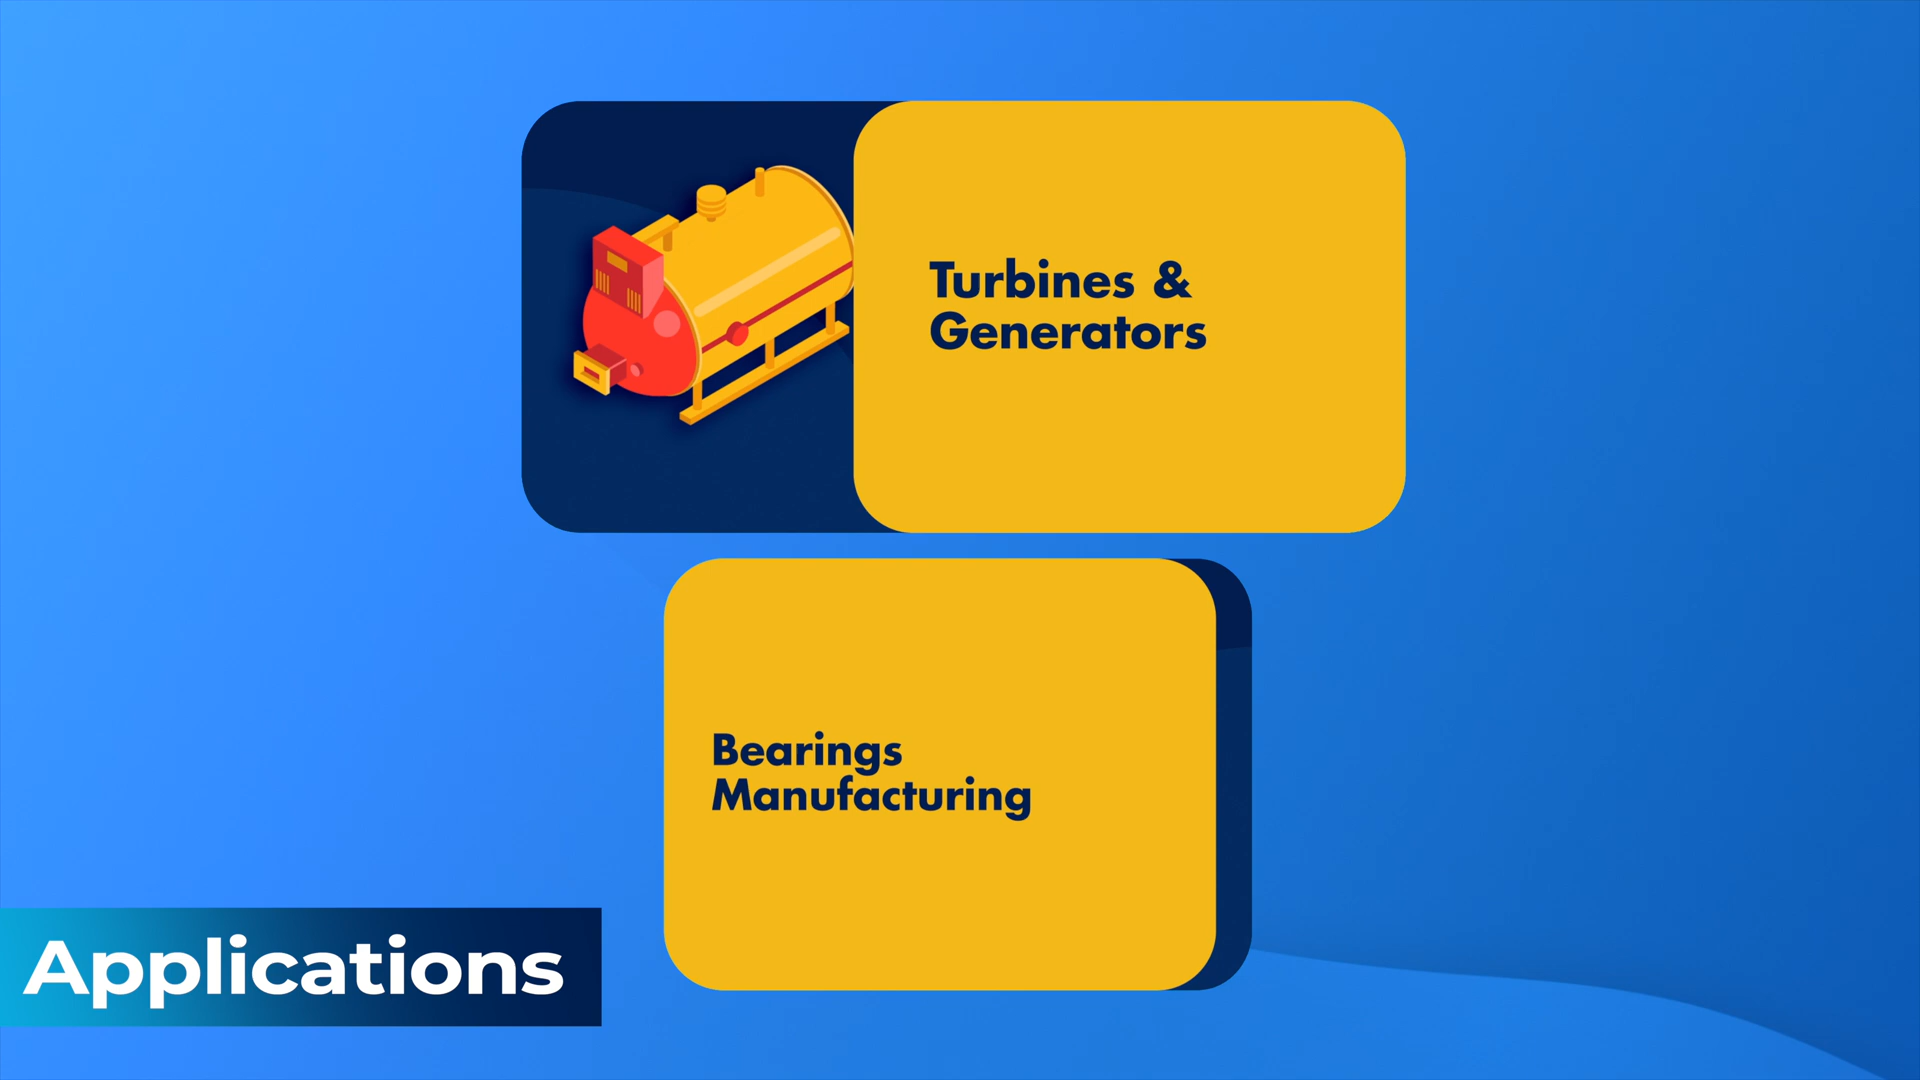 Turbines &
Generators
Bearings
Manufacturing
Applications